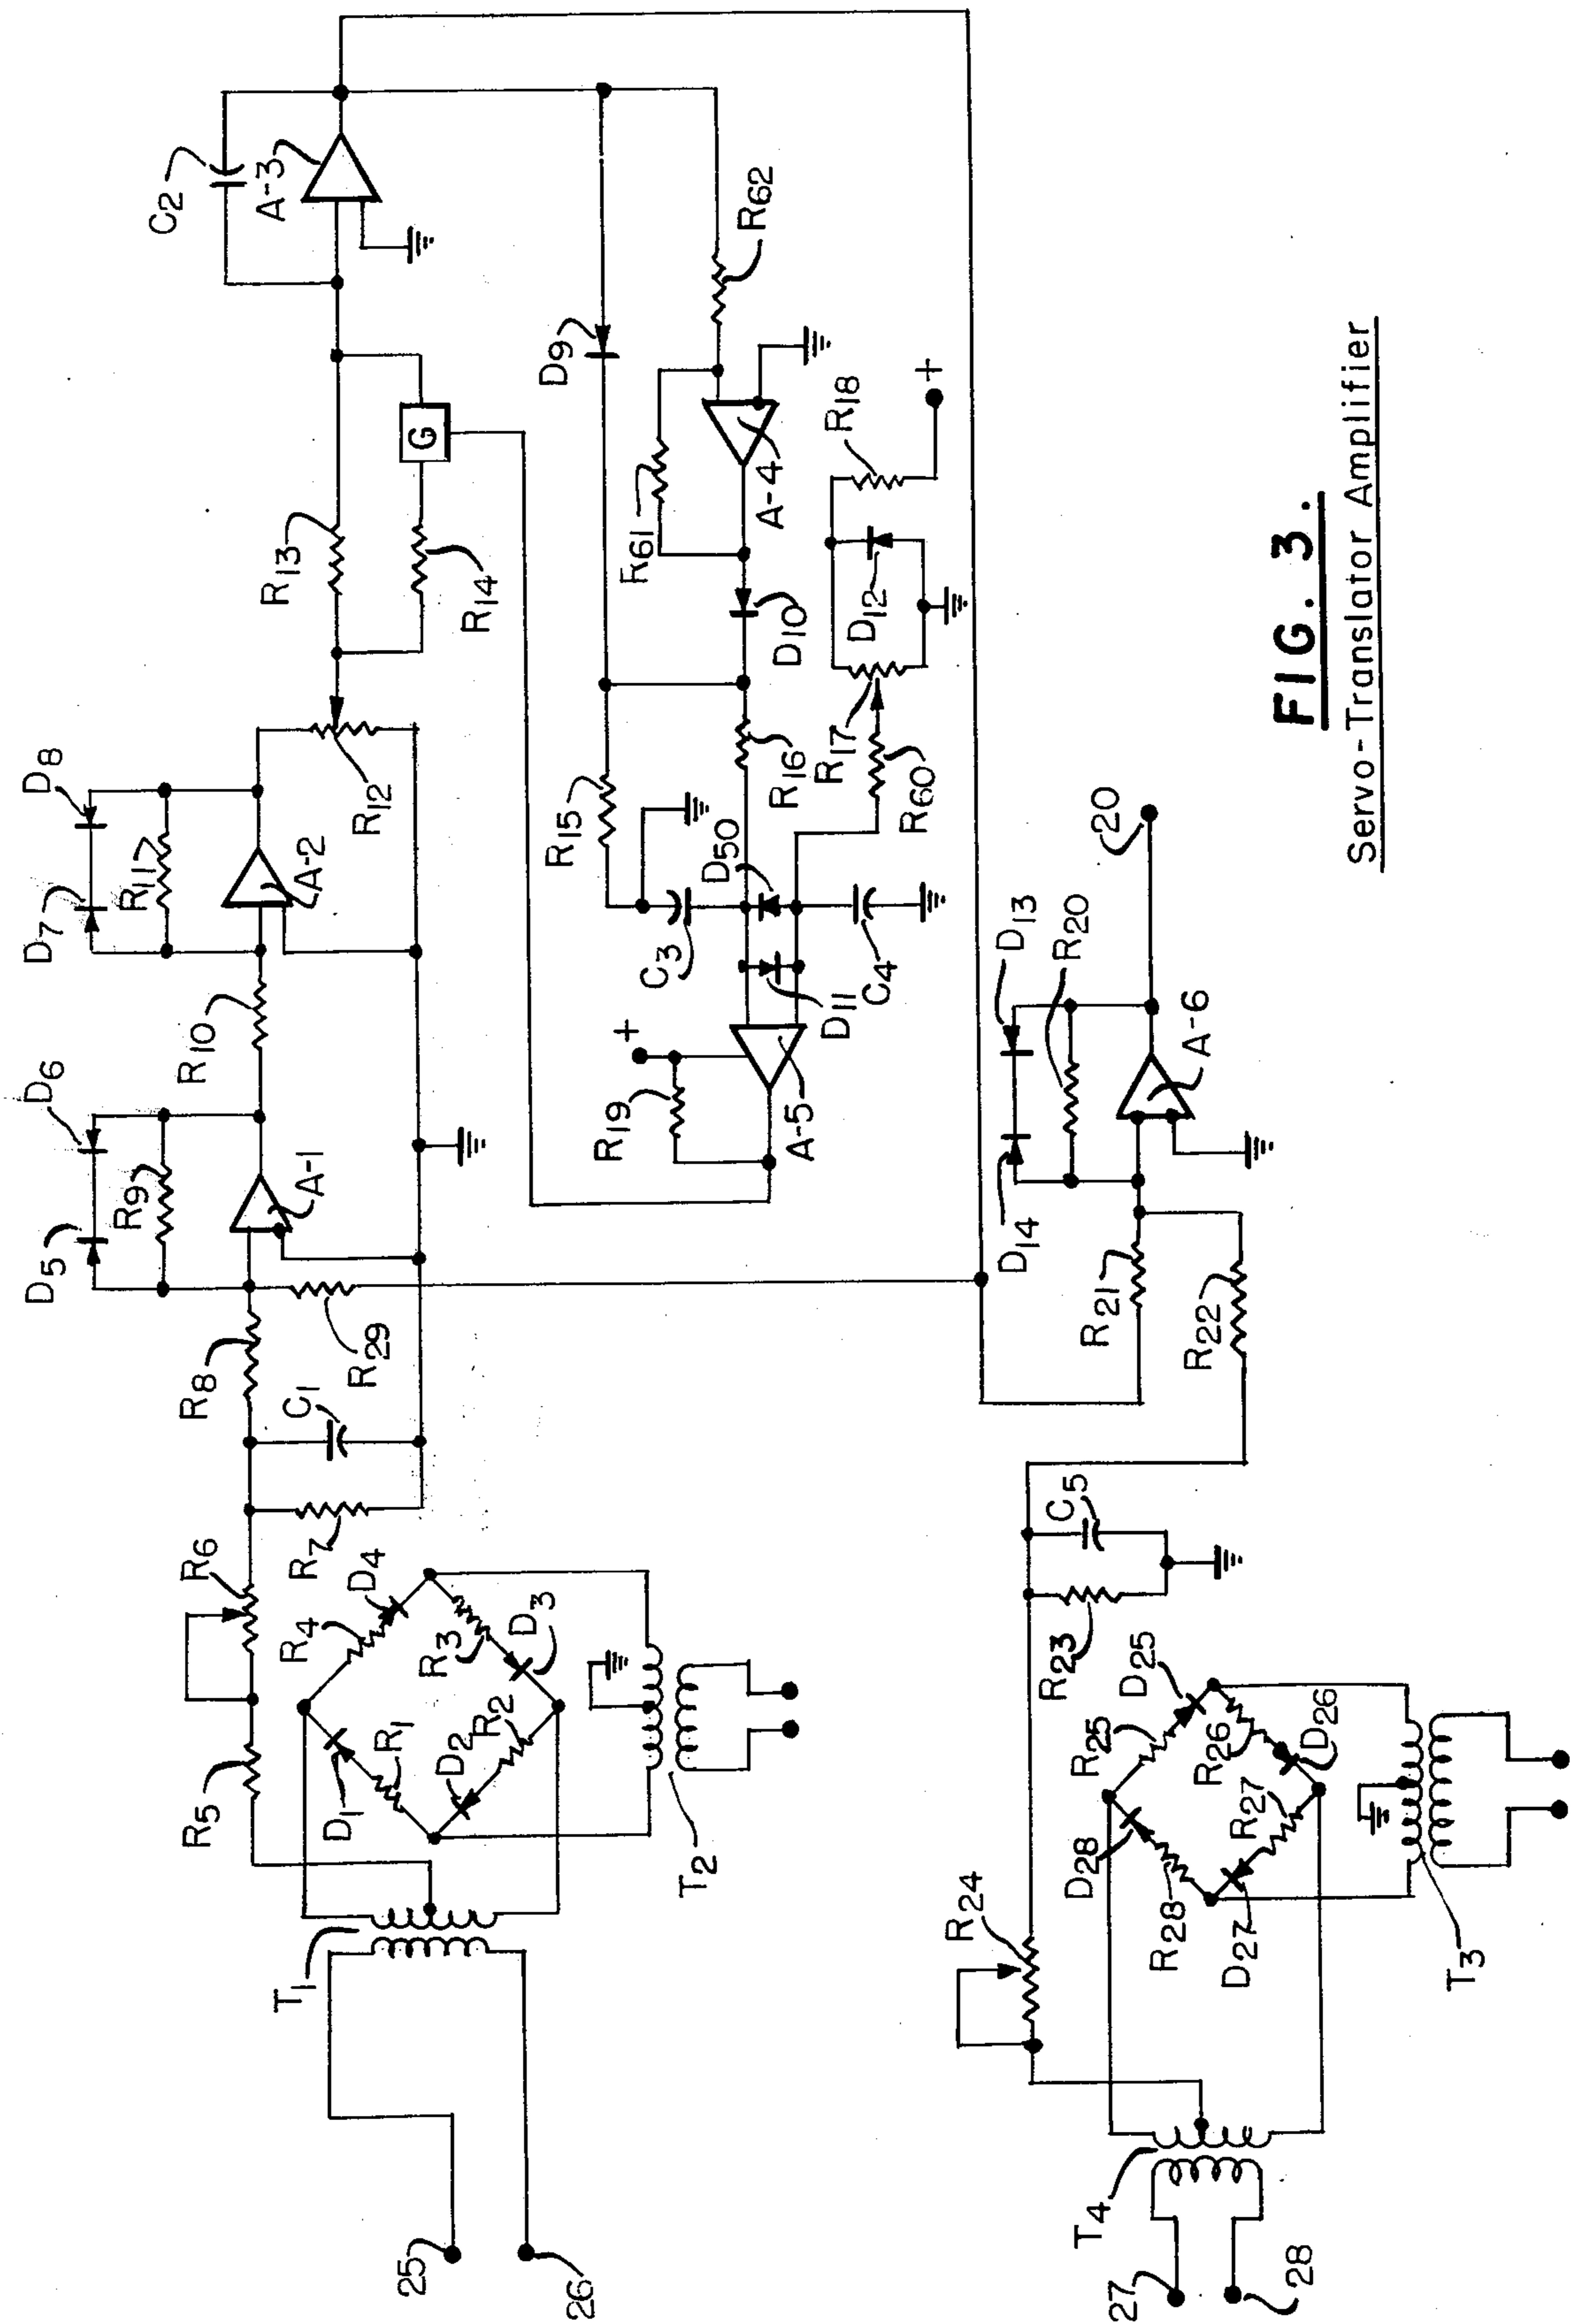 C2
A-3
D8
D7
R11
A-2
R12
R13
R14
G
D6
D5
R9
A-1
R10
R8
R29
C1
R6
R7
R5
R4
D4
R3
D3
D1
R1
D2
R2
T1
T2
25
26
D9
R62
R61
A-4
D10
R18
+
D12
R17
R60
R15
R16
D50
C3
D11
C4
+
R19
A-5
20
D13
R20
A-6
D14
R21
R22
C5
R23
R24
D25
R25
R26
D26
D28
R28
R27
D27
T3
T4
27
28
FIG. 3.
Servo-Translator Amplifier